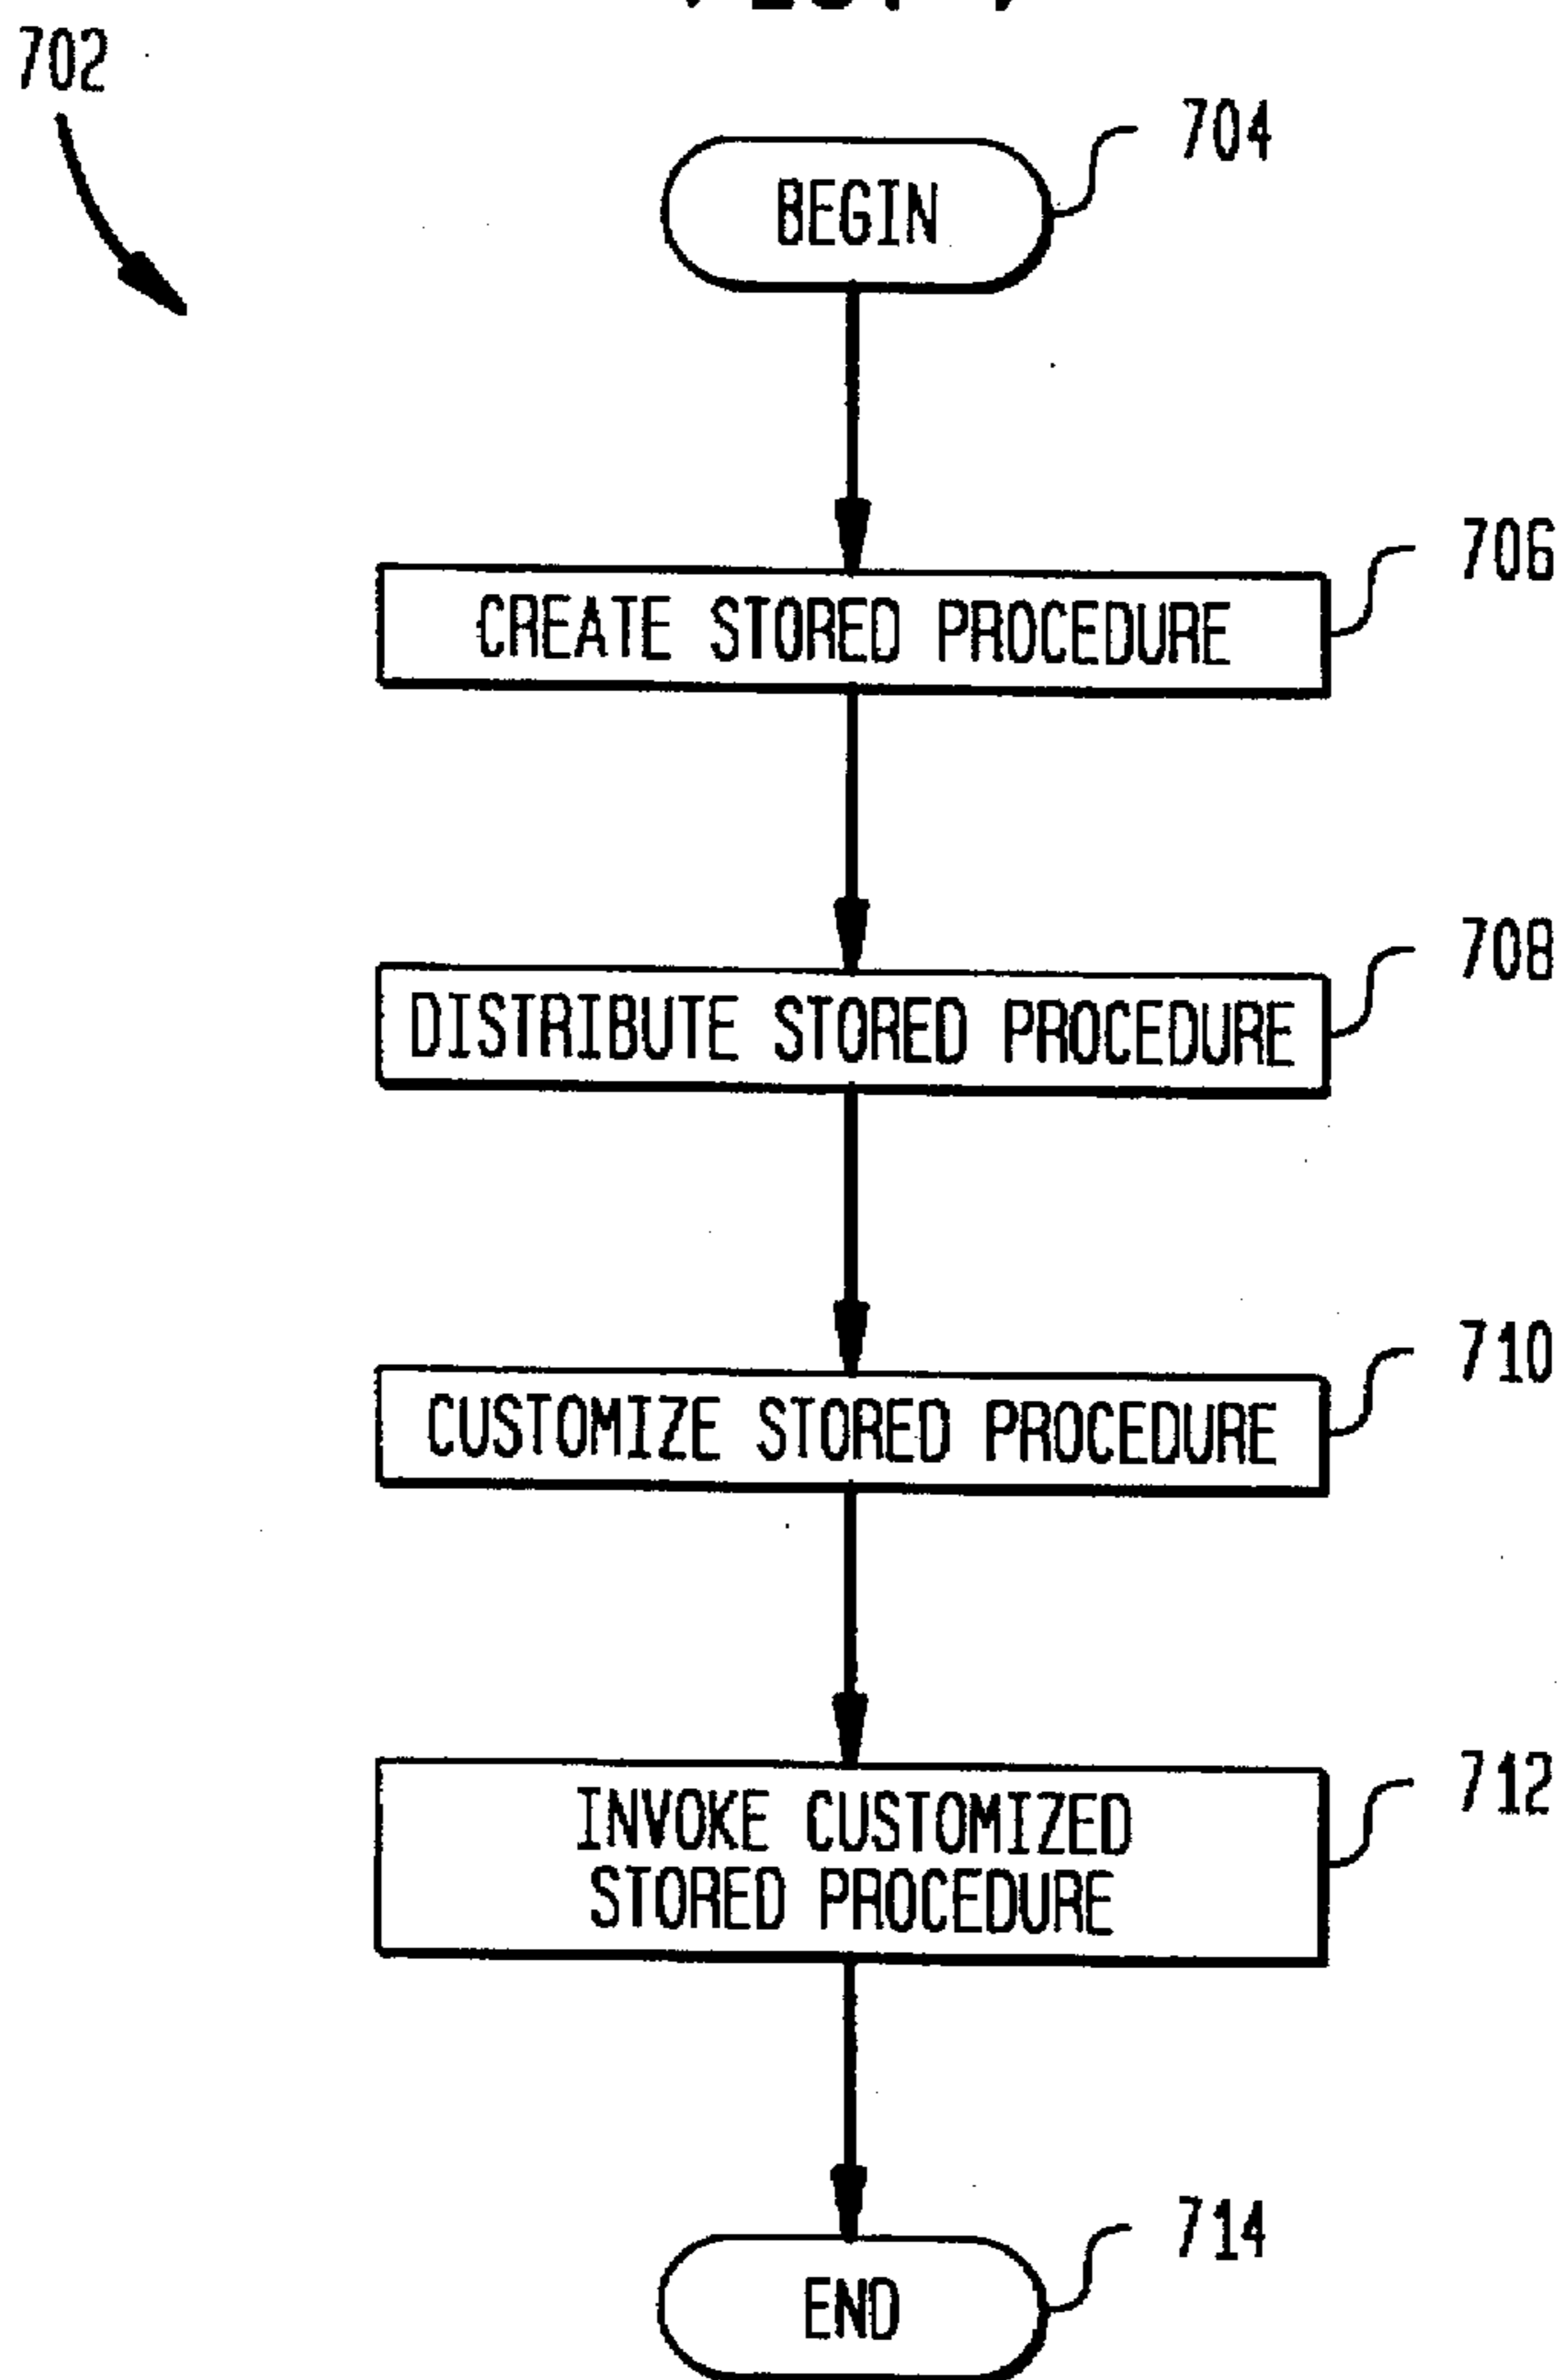 702
704
BEGIN
706
CREATE STORED PROCEDURE
708
DISTRIBUTE STORED PROCEDURE
710
CUSTOMIZE STORED PROCEDURE
712
INVOKE CUSTOMIZED
STORED PROCEDURE
714
END